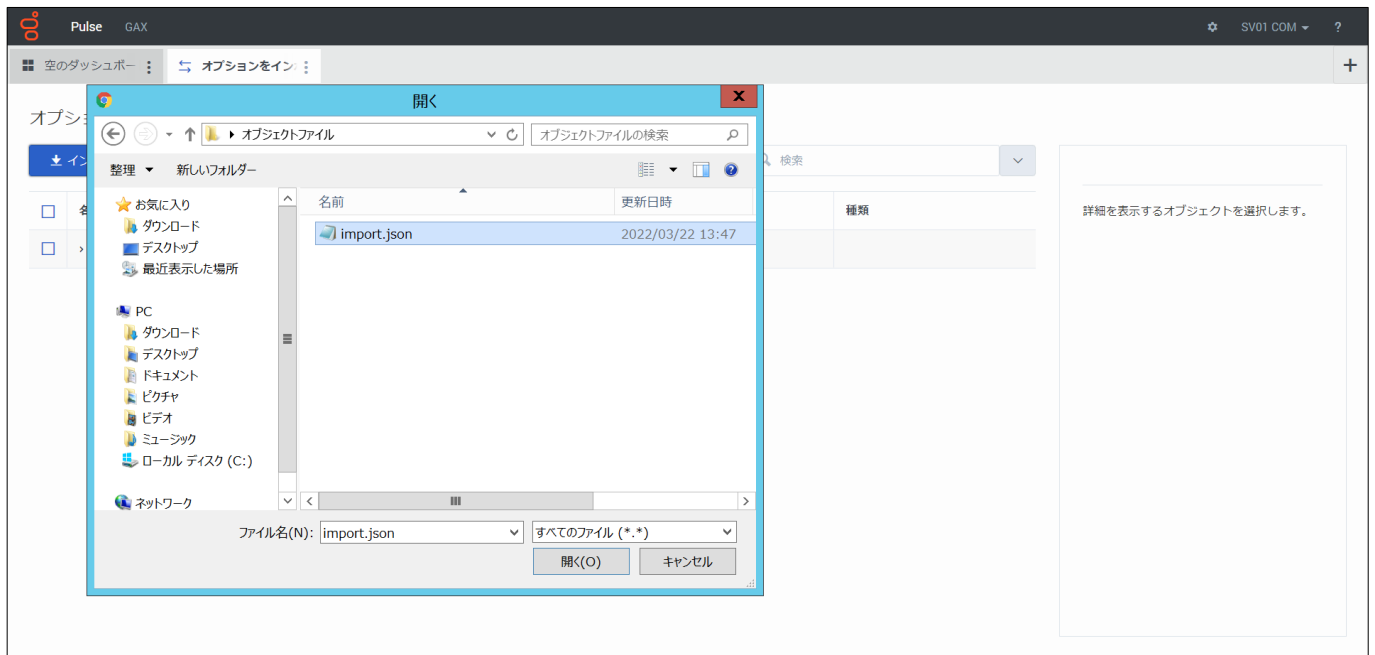 Pulse GAX SV01 COM ?
空のダッシュボー オプションをイン
開く
オプショ
オブジェクトファイル オブジェクトファイルの検索
イン 検索
整理 新しいフォルダー
名前 更新日時
お気に入り
種類
詳細を表示するオブジェクトを選択します。
ダウンロード
import.json 2022/03/22 13:47
デスクトップ
最近表示した場所
PC
ダウンロード
デスクトップ
ドキュメント
ピクチャ
ビデオ
ミュージック
ローカル ディスク (C:)
ネットワーク
ファイル名(N): import.json すべてのファイル (*.*)
開く(O) キャンセル